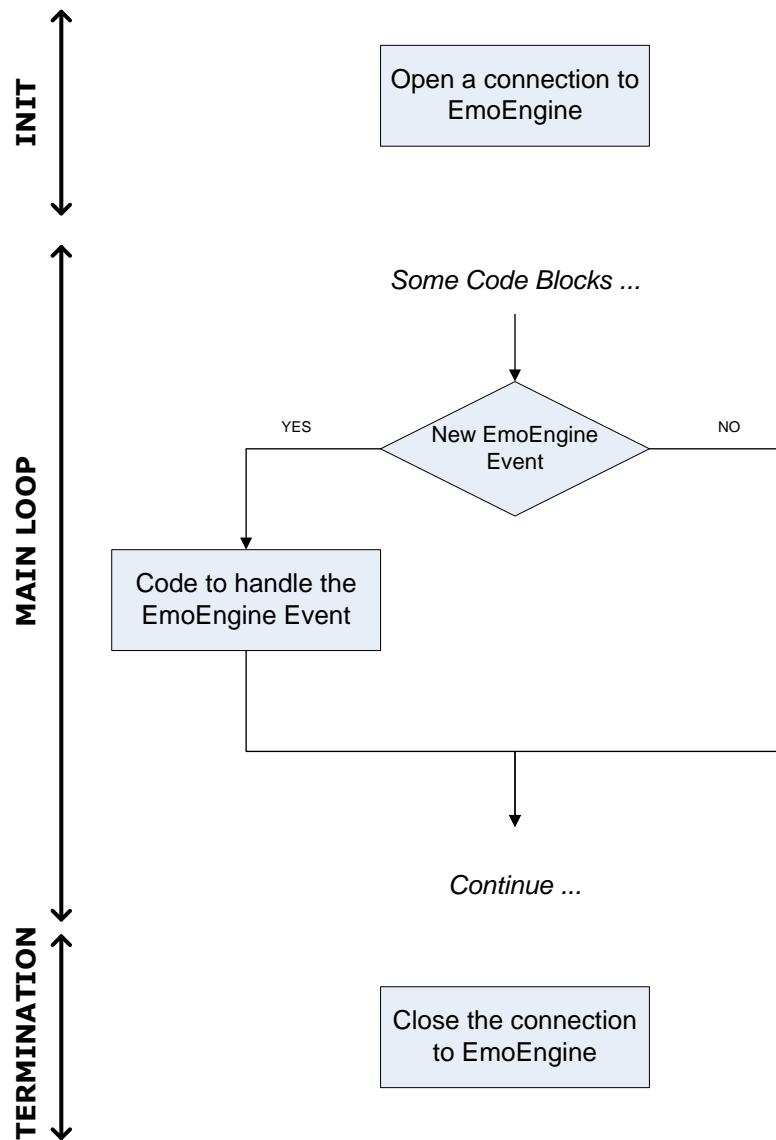 INIT
Open a connection to
EmoEngine
MAIN LOOP
Some Code Blocks ...
New EmoEngine
Event
YES
NO
Code to handle the
EmoEngine Event
Continue ...
TERMINATION
Close the connection
to EmoEngine